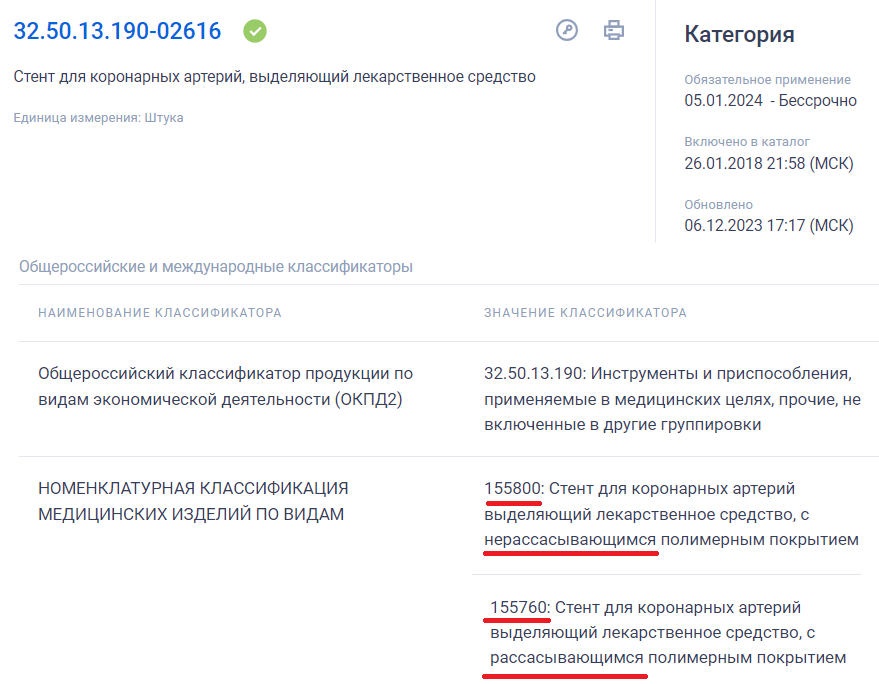 32.50.13.190-02616
Стент для коронарных артерий, выделяющий лекарственное средство
Единица измерения: Штука
Категория
Обязательное применение
05.01.2024 - Бессрочно
Включено в каталог
26.01.2018 21:58 (МСК)
Обновлено
06.12.2023 17:17 (МСК)
Общероссийские и международные классификаторы
НАИМЕНОВАНИЕ КЛАССИФИКАТОРА
ЗНАЧЕНИЕ КЛАССИФИКАТОРА
Общероссийский классификатор продукции по
видам экономической деятельности (ОКПД2)
32.50.13.190: Инструменты и приспособления,
применяемые в медицинских целях, прочие, не
включенные в другие группировки
НОМЕНКЛАТУРНАЯ КЛАССИФИКАЦИЯ
МЕДИЦИНСКИХ ИЗДЕЛИЙ ПО ВИДАМ
155800: Стент для коронарных артерий
выделяющий лекарственное средство, с
нерассасывающимся полимерным покрытием
155760: Стент для коронарных артерий
выделяющий лекарственное средство, с
рассасывающимся полимерным покрытием